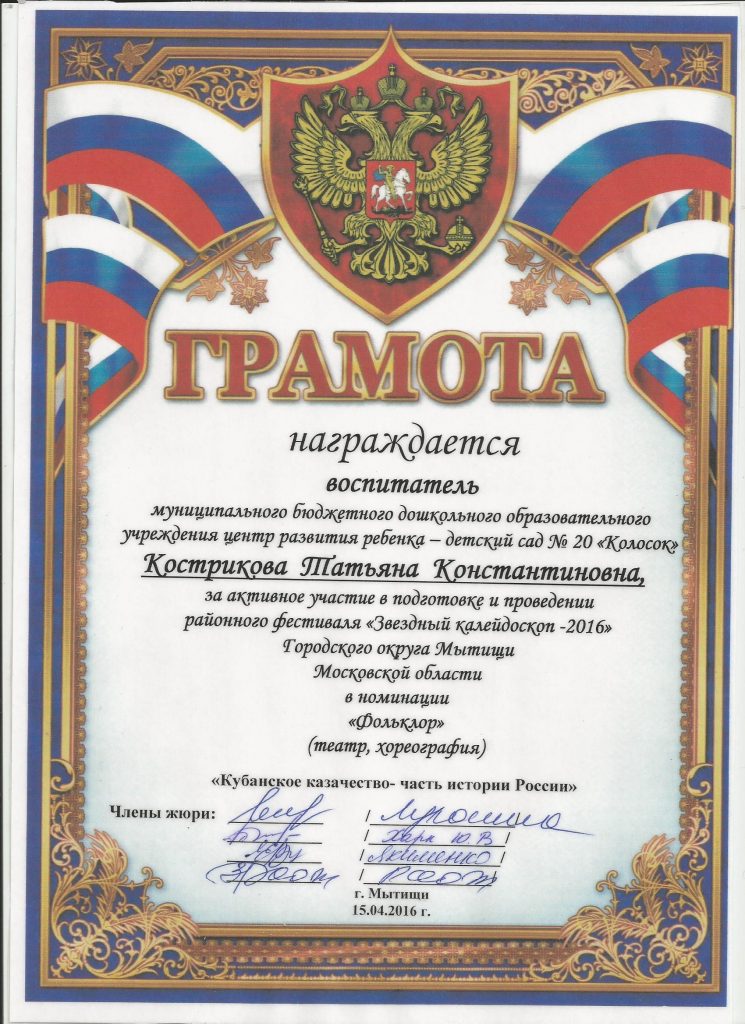 ГРАМОТА
награждается
воспитатель
муниципального бюджетного дошкольного образовательного
учреждения центр развития ребенка – детский сад № 20 «Колосок»
Кострикова Татьяна Константиновна,
за активное участие в подготовке и проведении
районного фестиваля «Звездный калейдоскоп -2016»
Городского округа Мытищи
Московской области
в номинации
«Фольклор»
(театр, хореография)
«Кубанское казачество- часть истории России»
Члены жюри:
/ Харк Ю.В /
/ Якименко /
г. Мытищи
15.04.2016 г.